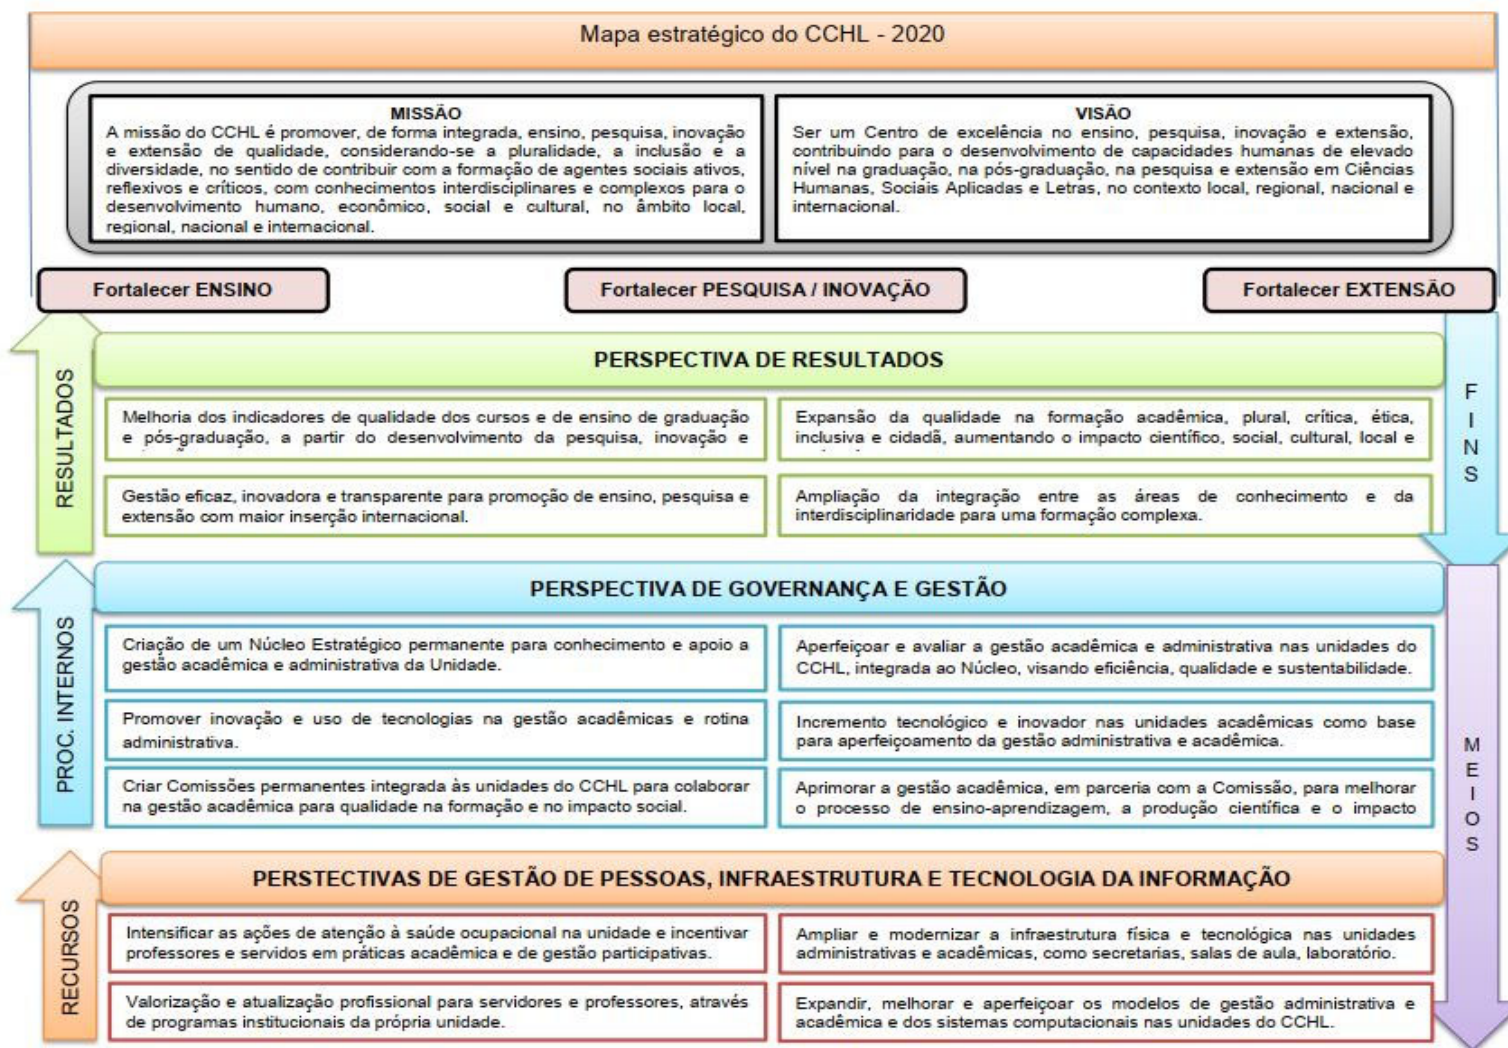 Mapa estratégico do CCHL - 2020
MISSÃO
A missão do CCHL é promover, de forma integrada, ensino, pesquisa, inovação
e extensão de qualidade, considerando-se a pluralidade, a inclusão e a
diversidade, no sentido de contribuir com a formação de agentes sociais ativos,
reflexivos e críticos, com conhecimentos interdisciplinares e complexos para o
desenvolvimento humano, econômico, social e cultural, no âmbito local,
regional, nacional e internacional.
VISÃO
Ser um Centro de excelência no ensino, pesquisa, inovação e extensão,
contribuindo para o desenvolvimento de capacidades humanas de elevado
nível na graduação, na pós-graduação, na pesquisa e extensão em Ciências
Humanas, Sociais Aplicadas e Letras, no contexto local, regional, nacional e
internacional.
Fortalecer ENSINO
Fortalecer PESQUISA / INOVAÇÃO
Fortalecer EXTENSÃO
RESULTADOS
PERSPECTIVA DE RESULTADOS
Melhoria dos indicadores de qualidade dos cursos e de ensino de graduação
e pós-graduação, a partir do desenvolvimento da pesquisa, inovação e
Expansão da qualidade na formação acadêmica, plural, crítica, ética,
inclusiva e cidadã, aumentando o impacto científico, social, cultural, local e
Gestão eficaz, inovadora e transparente para promoção de ensino, pesquisa e
extensão com maior inserção internacional.
Ampliação da integração entre as áreas de conhecimento e da
interdisciplinaridade para uma formação complexa.
FINS
PROC. INTERNOS
PERSPECTIVA DE GOVERNANÇA E GESTÃO
Criação de um Núcleo Estratégico permanente para conhecimento e apoio a
gestão acadêmica e administrativa da Unidade.
Aperfeiçoar e avaliar a gestão acadêmica e administrativa nas unidades do
CCHL, integrada ao Núcleo, visando eficiência, qualidade e sustentabilidade.
Promover inovação e uso de tecnologias na gestão acadêmicas e rotina
administrativa.
Incremento tecnológico e inovador nas unidades acadêmicas como base
para aperfeiçoamento da gestão administrativa e acadêmica.
Criar Comissões permanentes integrada às unidades do CCHL para colaborar
na gestão acadêmica para qualidade na formação e no impacto social.
Aprimorar a gestão acadêmica, em parceria com a Comissão, para melhorar
o processo de ensino-aprendizagem, a produção científica e o impacto
MEIOS
RECURSOS
PERSTECTIVAS DE GESTÃO DE PESSOAS, INFRAESTRUTURA E TECNOLOGIA DA INFORMAÇÃO
Intensificar as ações de atenção à saúde ocupacional na unidade e incentivar
professores e servidos em práticas acadêmica e de gestão participativas.
Ampliar e modernizar a infraestrutura física e tecnológica nas unidades
administrativas e acadêmicas, como secretarias, salas de aula, laboratório.
Valorização e atualização profissional para servidores e professores, através
de programas institucionais da própria unidade.
Expandir, melhorar e aperfeiçoar os modelos de gestão administrativa e
acadêmica e dos sistemas computacionais nas unidades do CCHL.